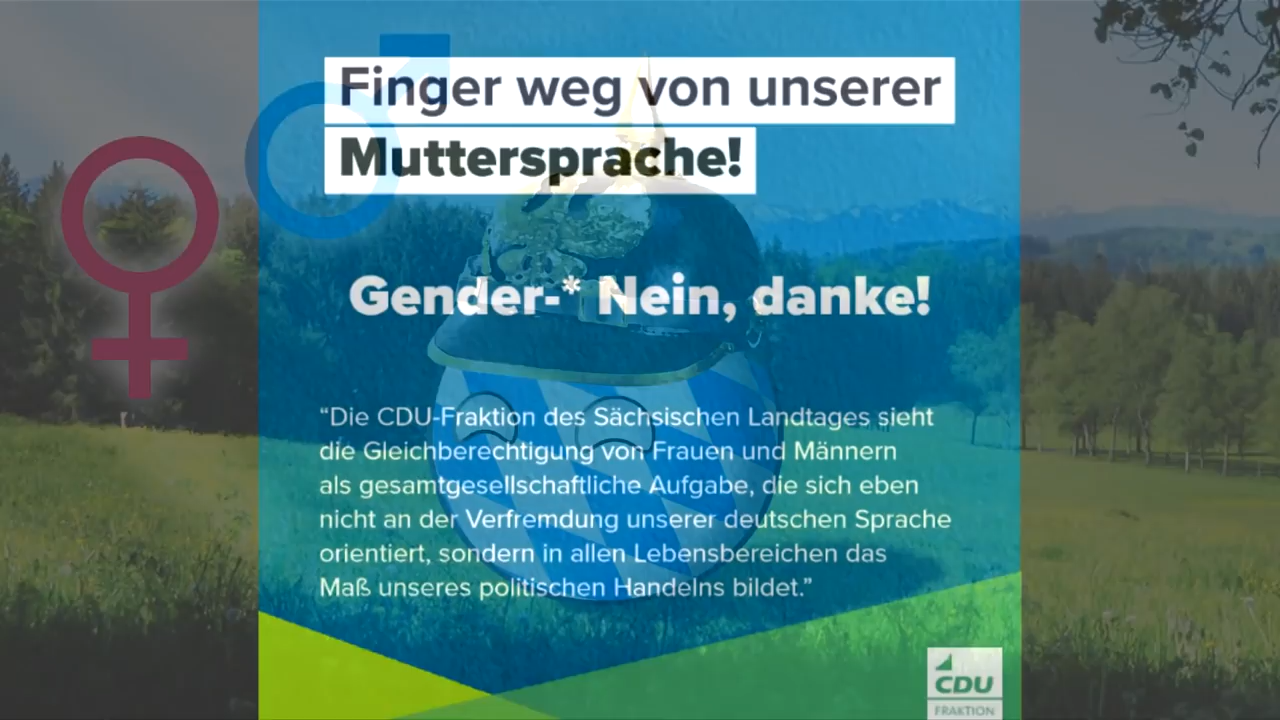 Finger weg von unserer
Muttersprache!
Gender-* Nein, danke!
“Die CDU-Fraktion des Sächsischen Landtages sieht
die Gleichberechtigung von Frauen und Männern
als gesamtgesellschaftliche Aufgabe, die sich eben
nicht an der Verfremdung unserer deutschen Sprache
orientiert, sondern in allen Lebensbereichen das
Maß unseres politischen Handelns bildet.”
CDU
FRAKTION